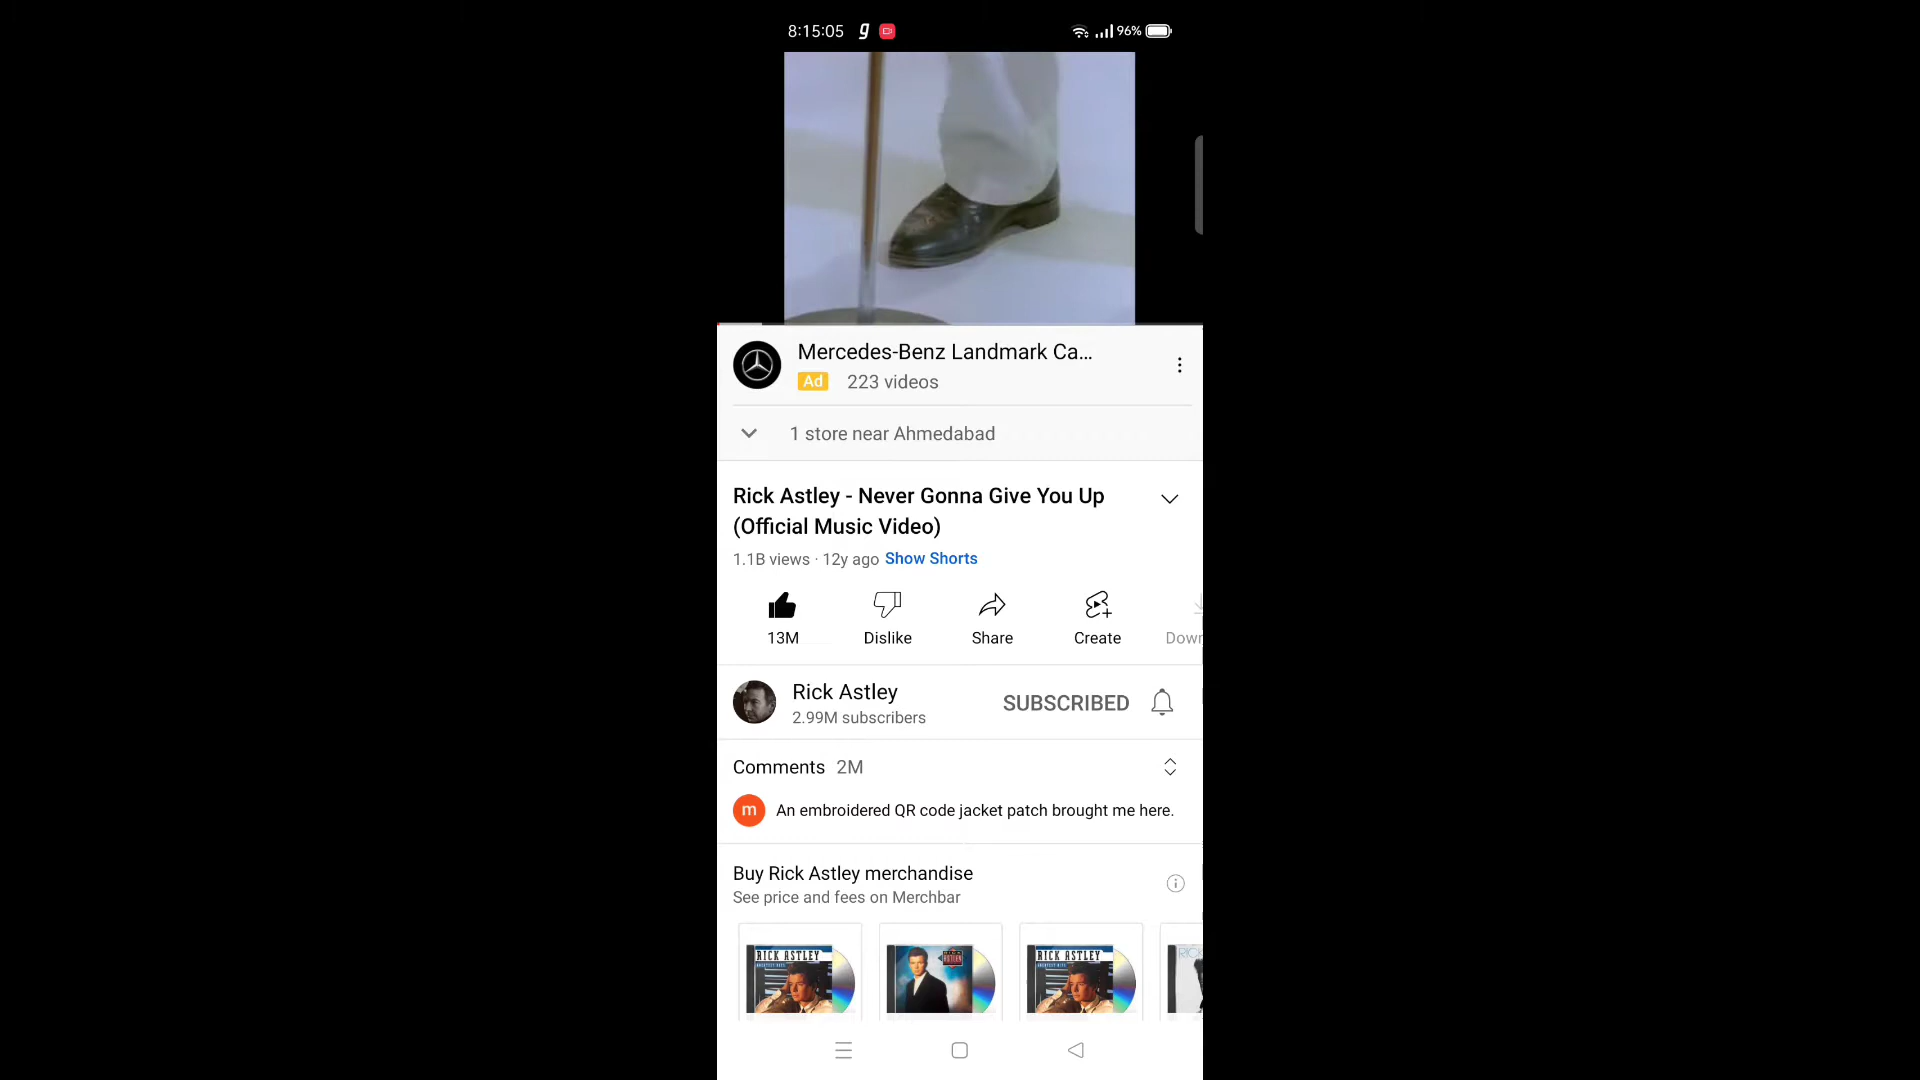 8:15:05 g 96%
Mercedes-Benz Landmark Ca...
Ad 223 videos
1 store near Ahmedabad
Rick Astley - Never Gonna Give You Up
(Official Music Video)
1.1B views · 12y ago Show Shorts
13M Dislike Share Create Down
Rick Astley
2.99M subscribers
SUBSCRIBED
Comments 2M
m An embroidered QR code jacket patch brought me here.
Buy Rick Astley merchandise
See price and fees on Merchbar
RICK ASTLEY
RICK ASTLEY